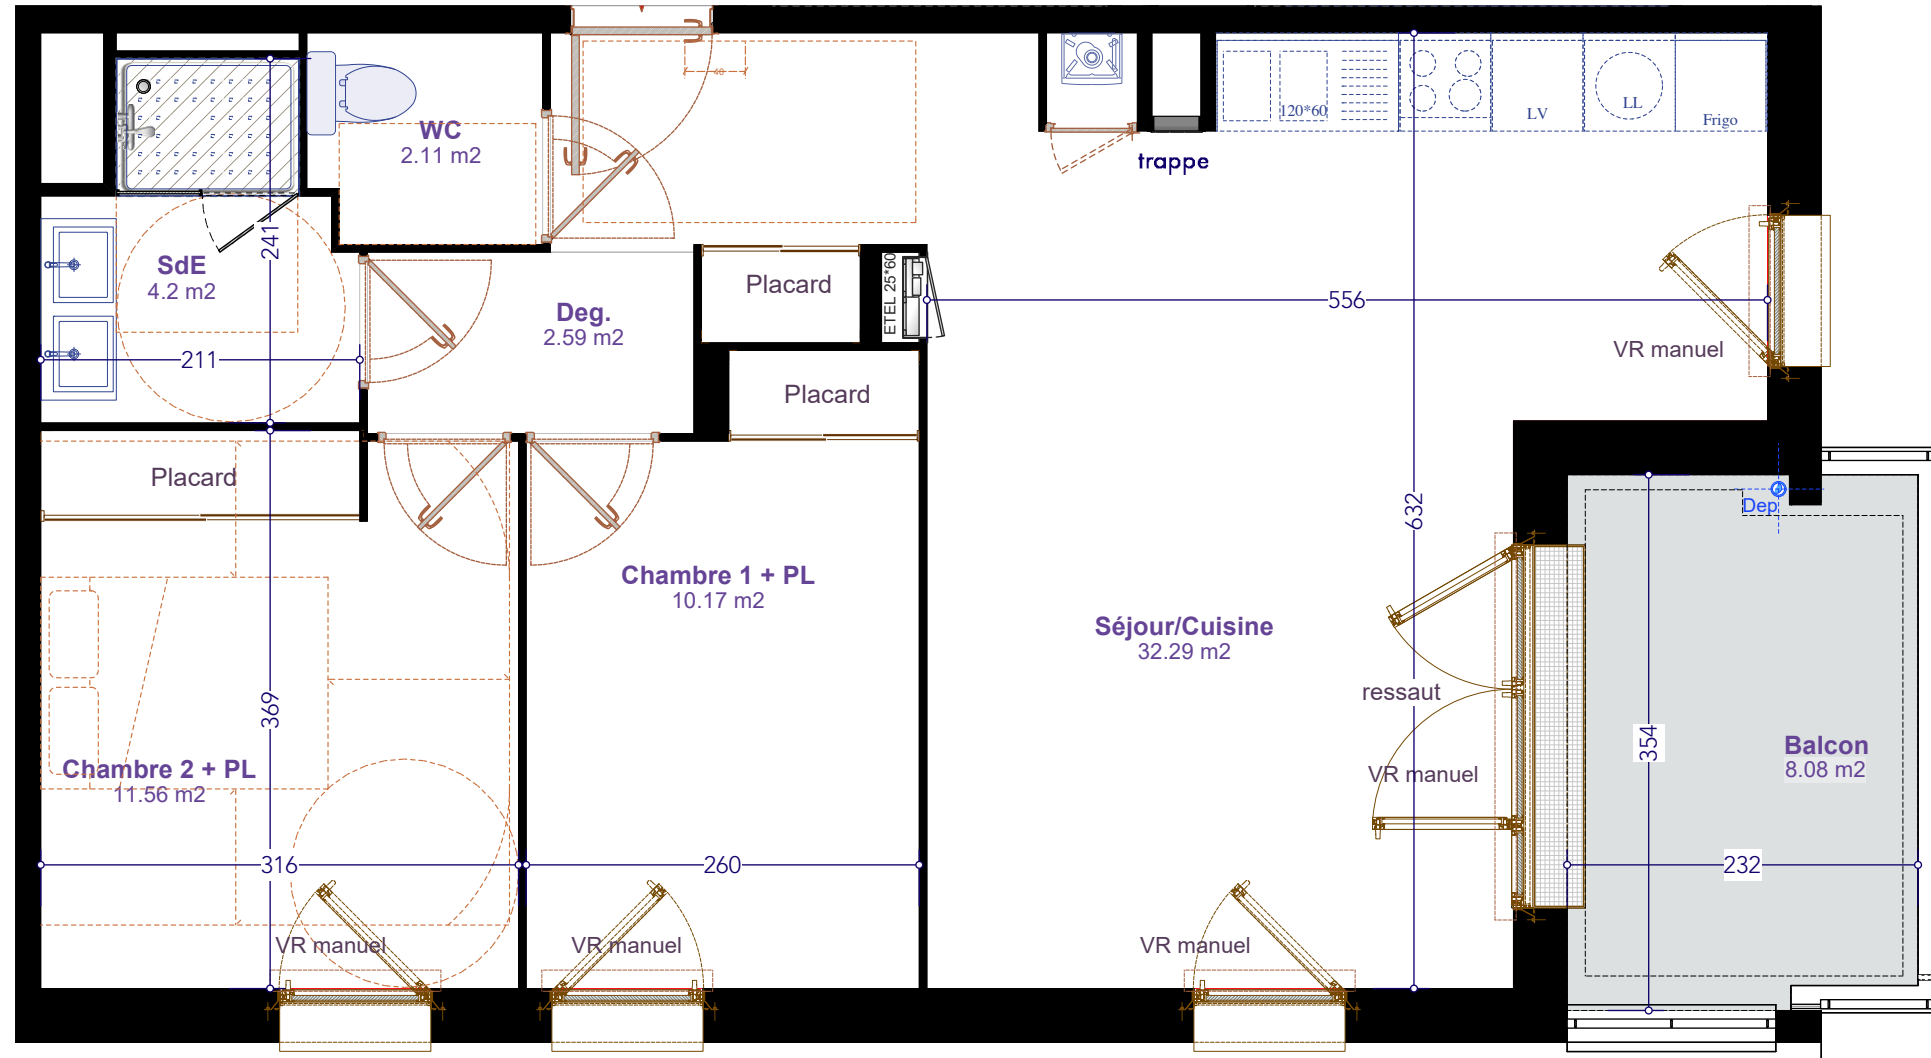 40
WC
2.11 m2
120*60
LV
LL
Frigo
trappe
241
SdE
4.2 m2
Placard
ETEL 25*60
556
Deg.
2.59 m2
VR manuel
211
Placard
Placard
Dep
632
Chambre 1 + PL
10.17 m2
Séjour/Cuisine
32.29 m2
ressaut
369
354
Balcon
8.08 m2
Chambre 2 + PL
11.56 m2
VR manuel
316
260
232
VR manuel
VR manuel
VR manuel